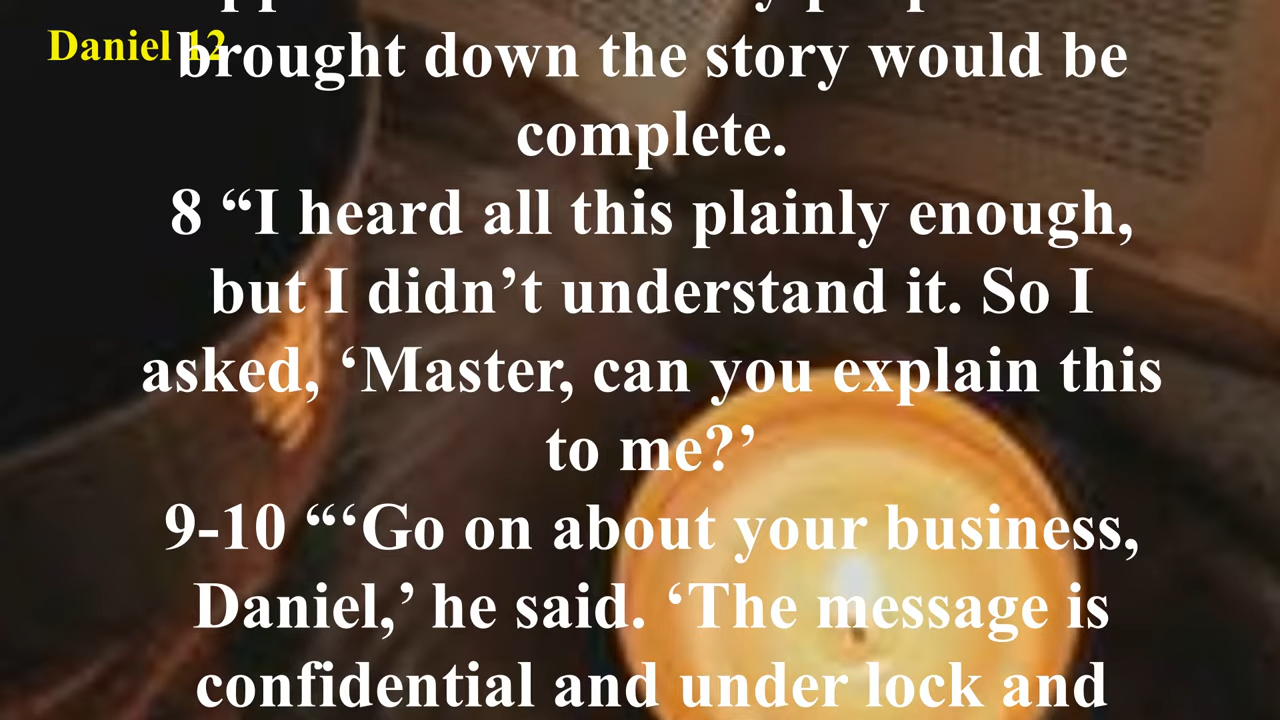 Daniel 12
brought down the story would be
complete.
8 “I heard all this plainly enough,
but I didn’t understand it. So I
asked, ‘Master, can you explain this
to me?’
9-10 “‘Go on about your business,
Daniel,’ he said. ‘The message is
confidential and under lock and